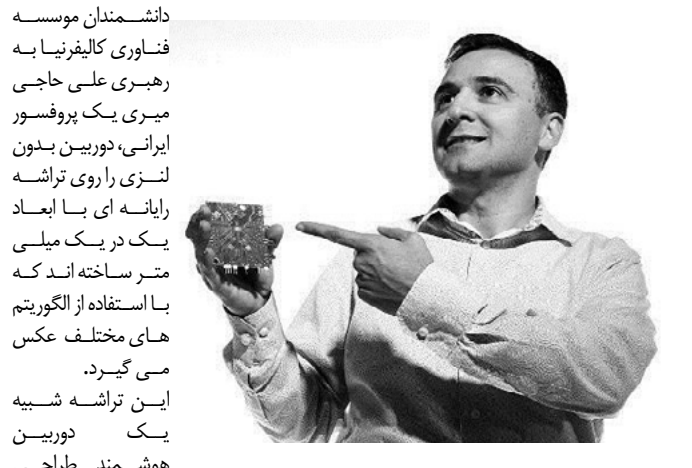 دانشمندان موسسه
فناوری کالیفرنیا به
رهبری علی حاجی
میری یک پروفسور
ایرانی، دوربین بدون
لنزی را روی تراشه
رایانه ای با ابعاد
یک در یک میلی
متر ساخته اند که
با استفاده از الگوریتم
های مختلف عکس
می گیرد.
این تراشه شبیه
یک دوربین
هوشمند طراحی